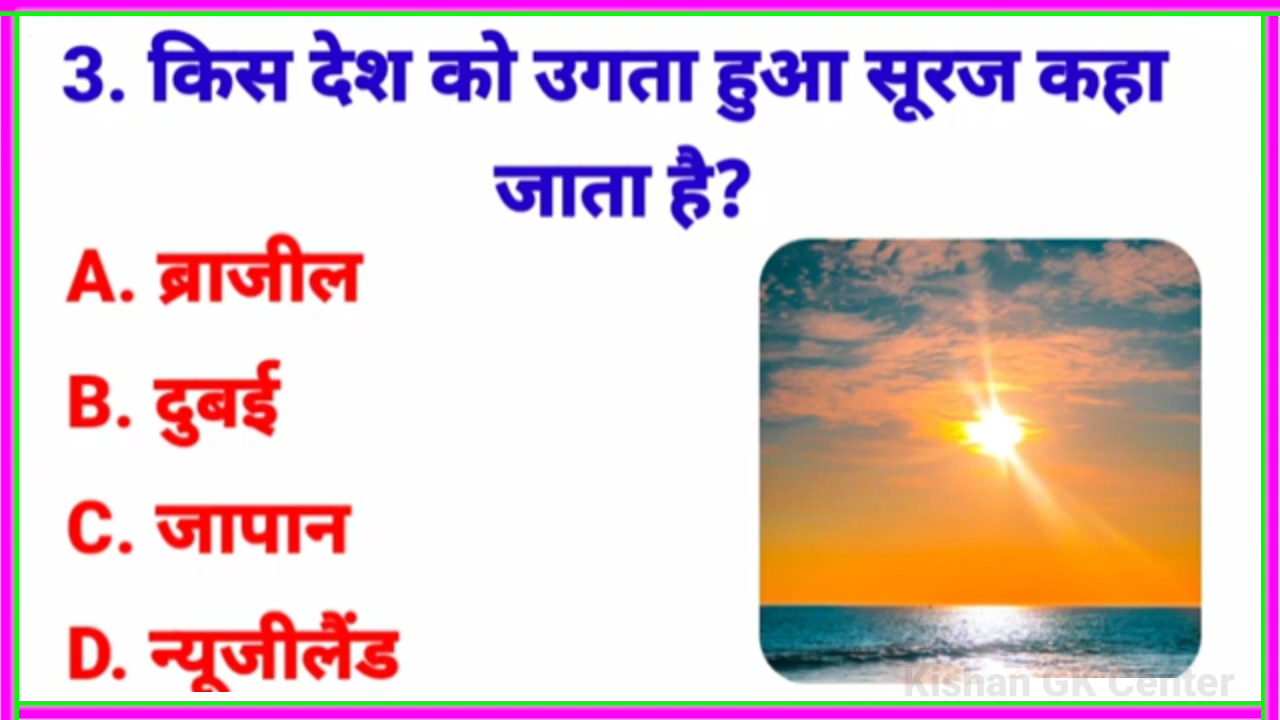 3. किस देश को उगता हुआ सूरज कहा
जाता है?
A. ब्राजील
B. दुबई
C. जापान
D. न्यूजीलैंड
Kishan GK Center